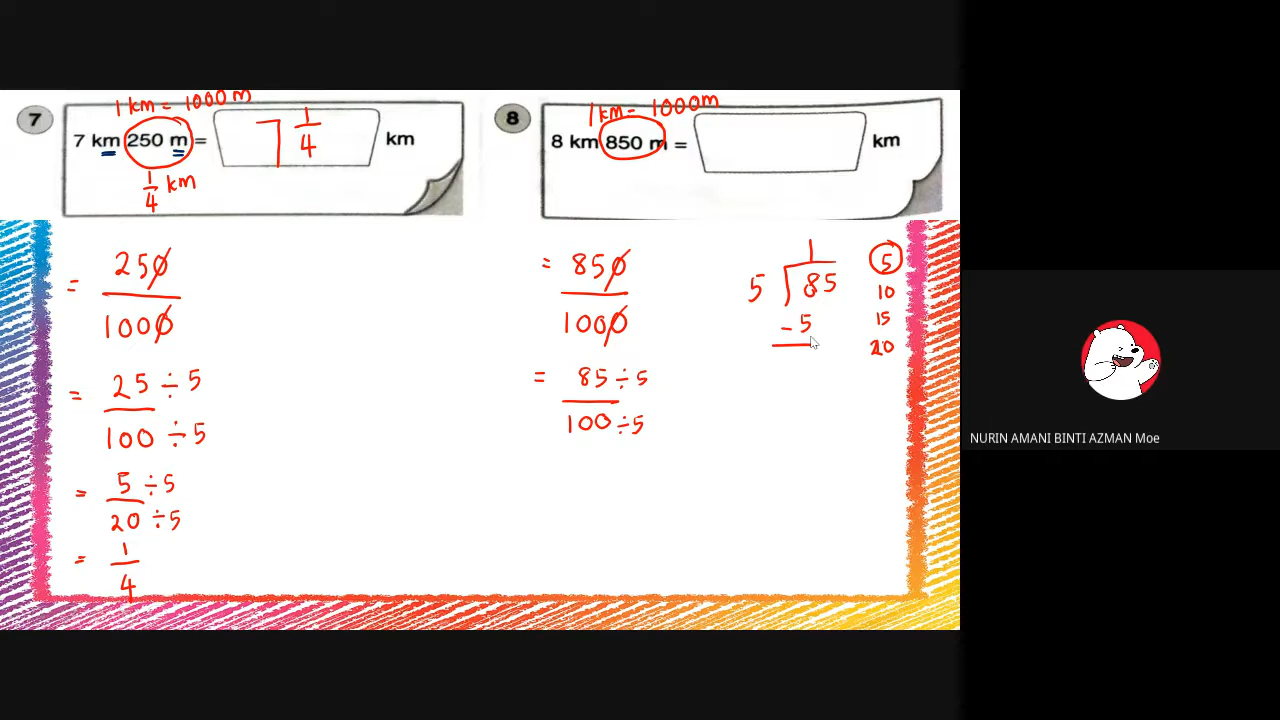 1 km = 1000 m
7
7 km 250 m = 7 1/4 km
1/4 km
= 250/1000
= 25 ÷ 5
100 ÷ 5
= 5 ÷ 5
20 ÷ 5
= 1/4
1 km = 1000m
8
8 km 850 m = km
= 850/1000
= 85 ÷ 5
100 ÷ 5
1
5 85
- 5
5
10
15
20
NURIN AMANI BINTI AZMAN Moe